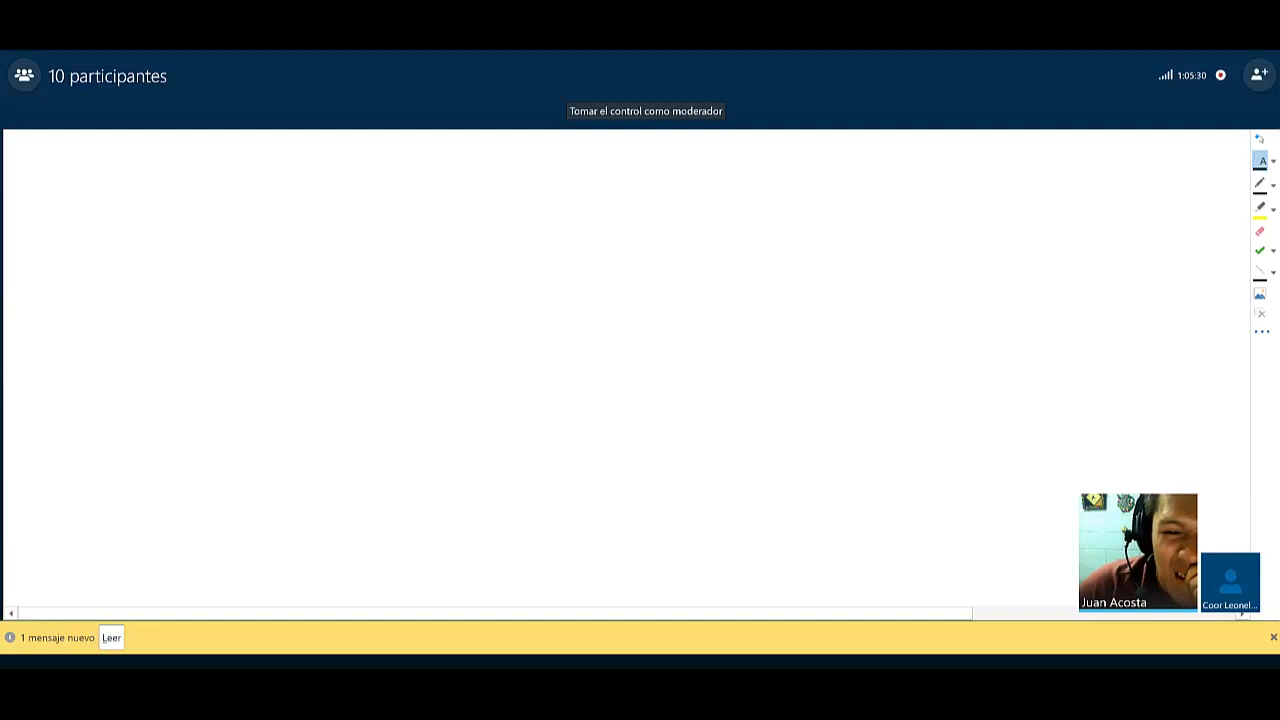 10 participantes
1:05:30
Tomar el control como moderador
A
Juan Acosta
Coor Leonel...
1 mensaje nuevo Leer